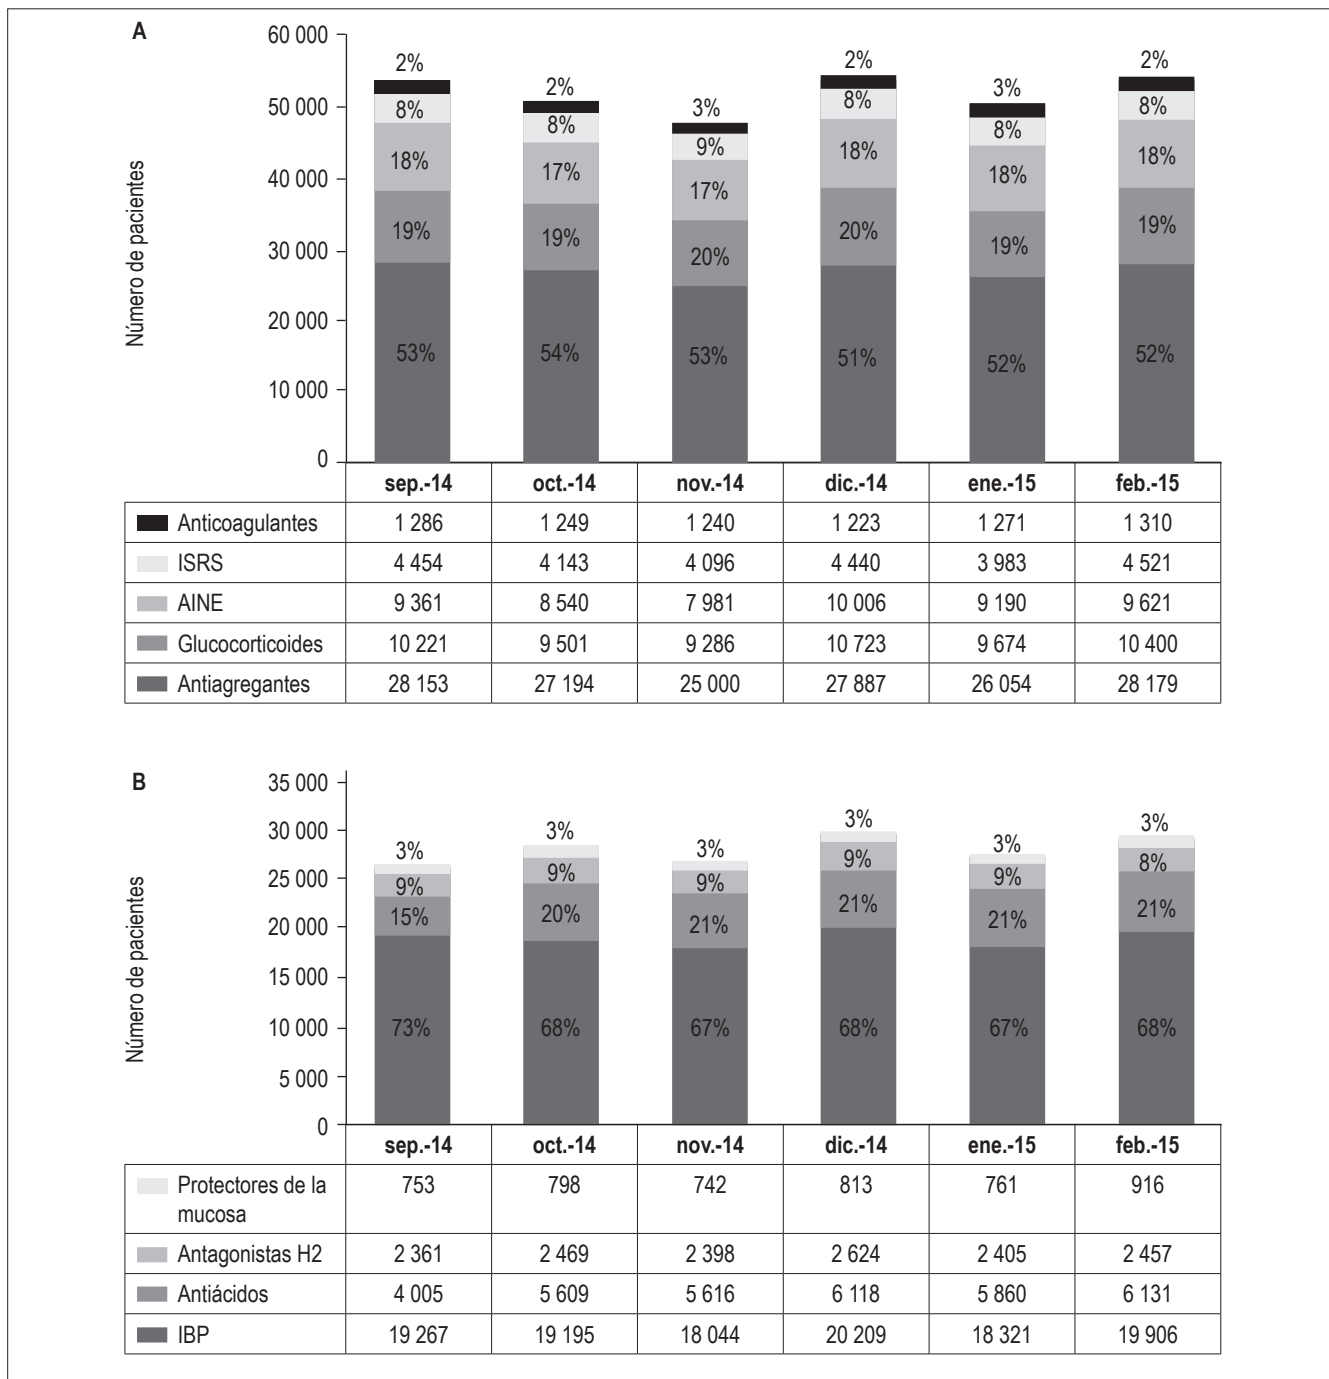 A
60 000
50 000
40 000
30 000
20 000
10 000
0
Número de pacientes
2% 2% 3% 2% 3% 2%
8% 8% 9% 8% 8% 8%
18% 17% 17% 18% 18% 18%
19% 19% 20% 20% 19% 19%
53% 54% 53% 51% 52% 52%
sep.-14 oct.-14 nov.-14 dic.-14 ene.-15 feb.-15
Anticoagulantes 1 286 1 249 1 240 1 223 1 271 1 310
ISRS 4 454 4 143 4 096 4 440 3 983 4 521
AINE 9 361 8 540 7 981 10 006 9 190 9 621
Glucocorticoides 10 221 9 501 9 286 10 723 9 674 10 400
Antiagregantes 28 153 27 194 25 000 27 887 26 054 28 179
B
35 000
30 000
25 000
20 000
15 000
10 000
5 000
0
Número de pacientes
3% 3% 3% 3% 3% 3%
9% 9% 9% 9% 9% 8%
15% 20% 21% 21% 21% 21%
73% 68% 67% 68% 67% 68%
sep.-14 oct.-14 nov.-14 dic.-14 ene.-15 feb.-15
Protectores de la 753 798 742 813 761 916
mucosa
Antagonistas H2 2 361 2 469 2 398 2 624 2 405 2 457
Antiácidos 4 005 5 609 5 616 6 118 5 860 6 131
IBP 19 267 19 195 18 044 20 209 18 321 19 906